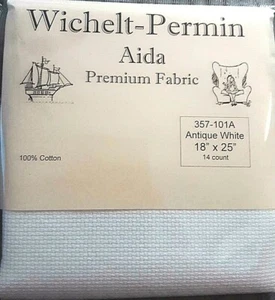 Wichelt-Permin
Aida
Premium Fabric
357-101A
Antique White
18" x 25"
14 count
100% Cotton